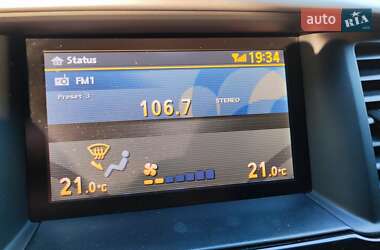 auto RIA
Status 19:34
FM1
Preset 3
106.7 STEREO
21.0°C 21.0°C